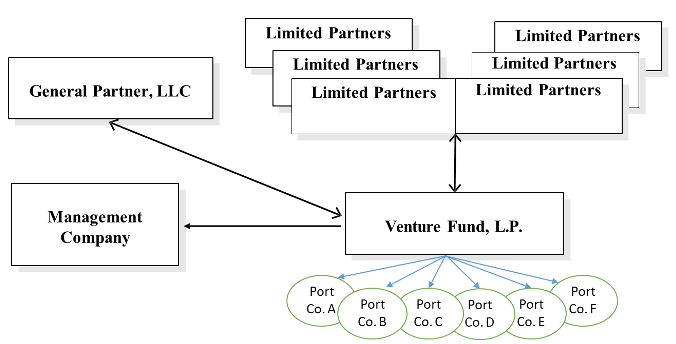 Limited Partners
Limited Partners
Limited Partners
Limited Partners
Limited Partners
Limited Partners
General Partner, LLC
Management
Company
Venture Fund, L.P.
Port
Co. A
Port
Co. B
Port
Co. C
Port
Co. D
Port
Co. E
Port
Co. F